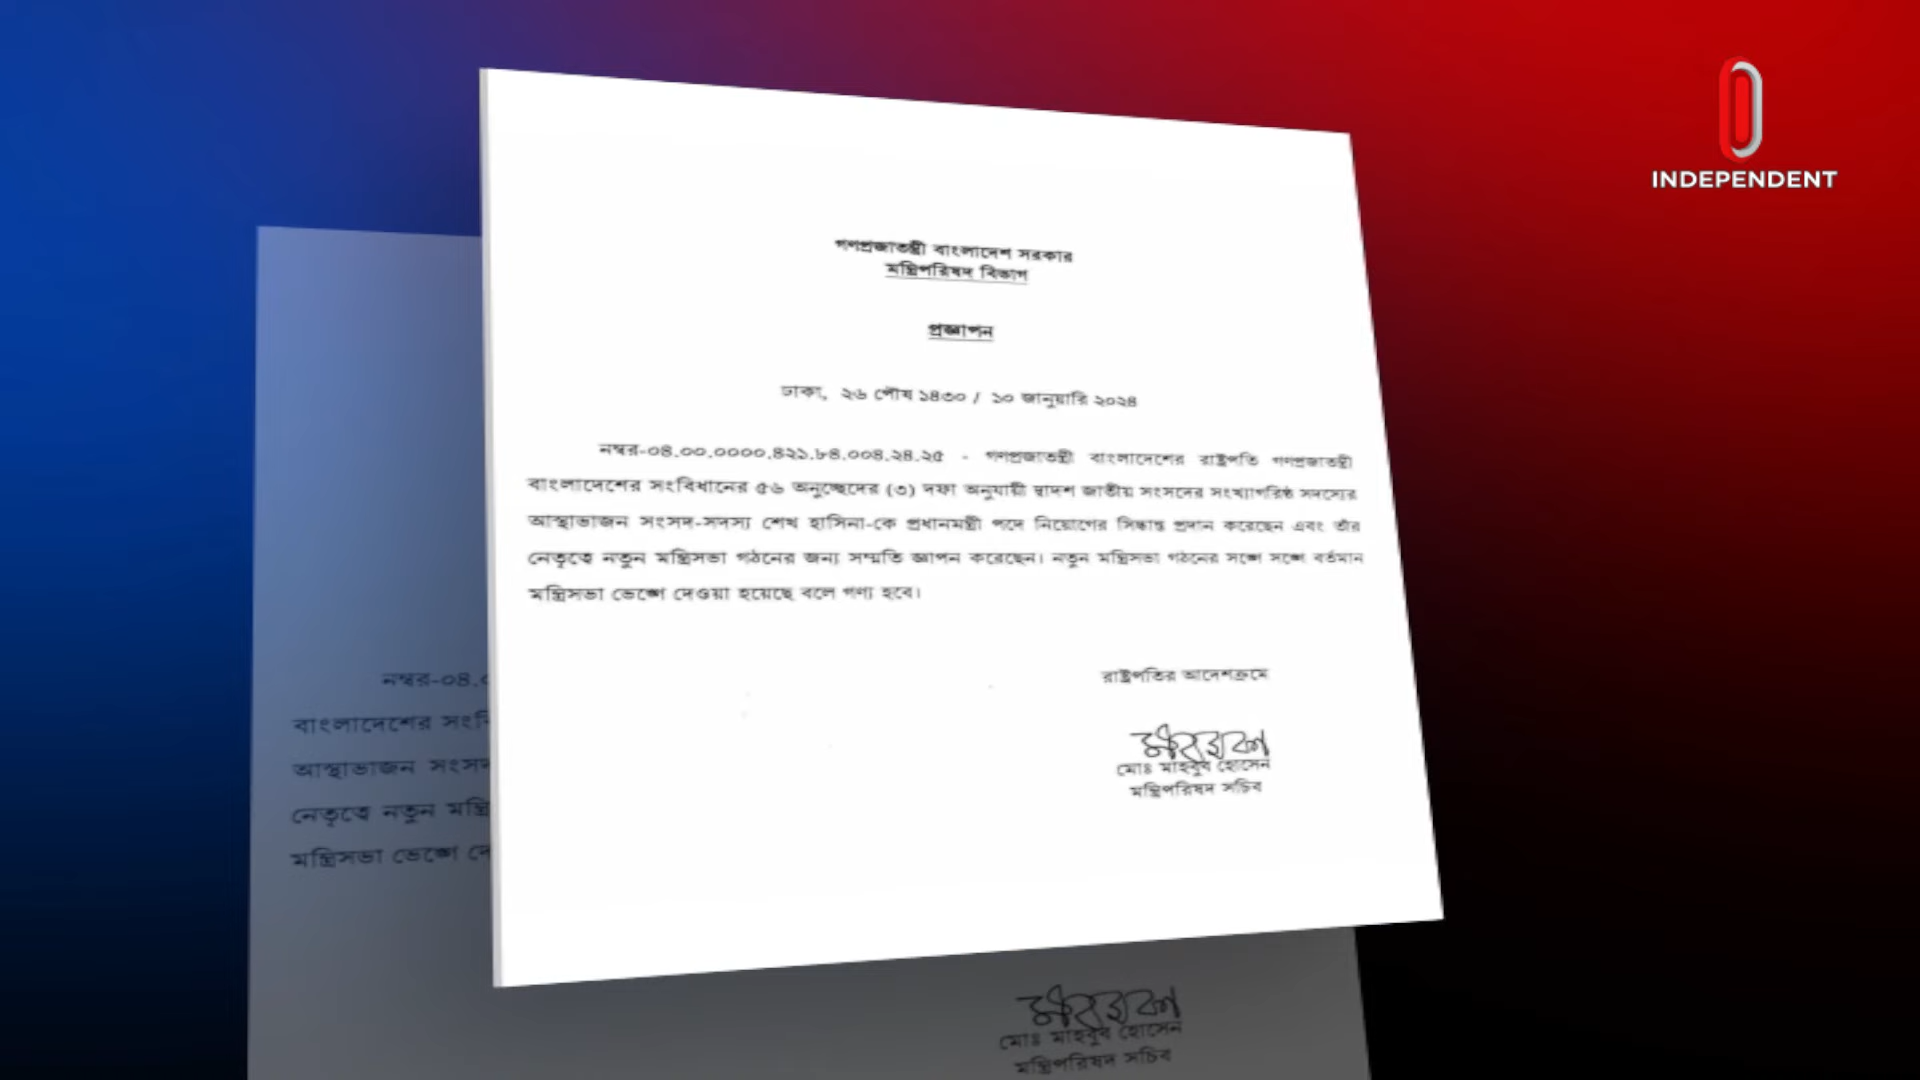 INDEPENDENT
গণপ্রজাতন্ত্রী বাংলাদেশ সরকার
মন্ত্রিপরিষদ বিভাগ
প্রজ্ঞাপন
ঢাকা, ২৬ পৌষ ১৪৩০ / ১০ জানুয়ারি ২০২৪
নম্বর-০৪.০০.০০০০.৪২১.৮৪.০০৪.২৪.২৫ - গণপ্রজাতন্ত্রী বাংলাদেশের রাষ্ট্রপতি গণপ্রজাতন্ত্রী
বাংলাদেশের সংবিধানের ৫৬ অনুচ্ছেদের (৩) দফা অনুযায়ী দ্বাদশ জাতীয় সংসদের সংখ্যাগরিষ্ঠ সদস্যের
আস্থাভাজন সংসদ-সদস্য শেখ হাসিনা-কে প্রধানমন্ত্রী পদে নিয়োগের সিদ্ধান্ত প্রদান করেছেন এবং তাঁর
নেতৃত্বে নতুন মন্ত্রিসভা গঠনের জন্য সম্মতি জ্ঞাপন করেছেন। নতুন মন্ত্রিসভা গঠনের সঙ্গে সঙ্গে বর্তমান
মন্ত্রিসভা ভেঙ্গে দেওয়া হয়েছে বলে গণ্য হবে।
রাষ্ট্রপতির আদেশক্রমে
মোঃ মাহবুব হোসেন
মন্ত্রিপরিষদ সচিব
নম্বর-০৪.০
বাংলাদেশের সংবি
আস্থাভাজন সংসদ
নেতৃত্বে নতুন মন্ত্রি
মন্ত্রিসভা ভেঙ্গে দে
মোঃ মাহবুব হোসেন
মন্ত্রিপরিষদ সচিব